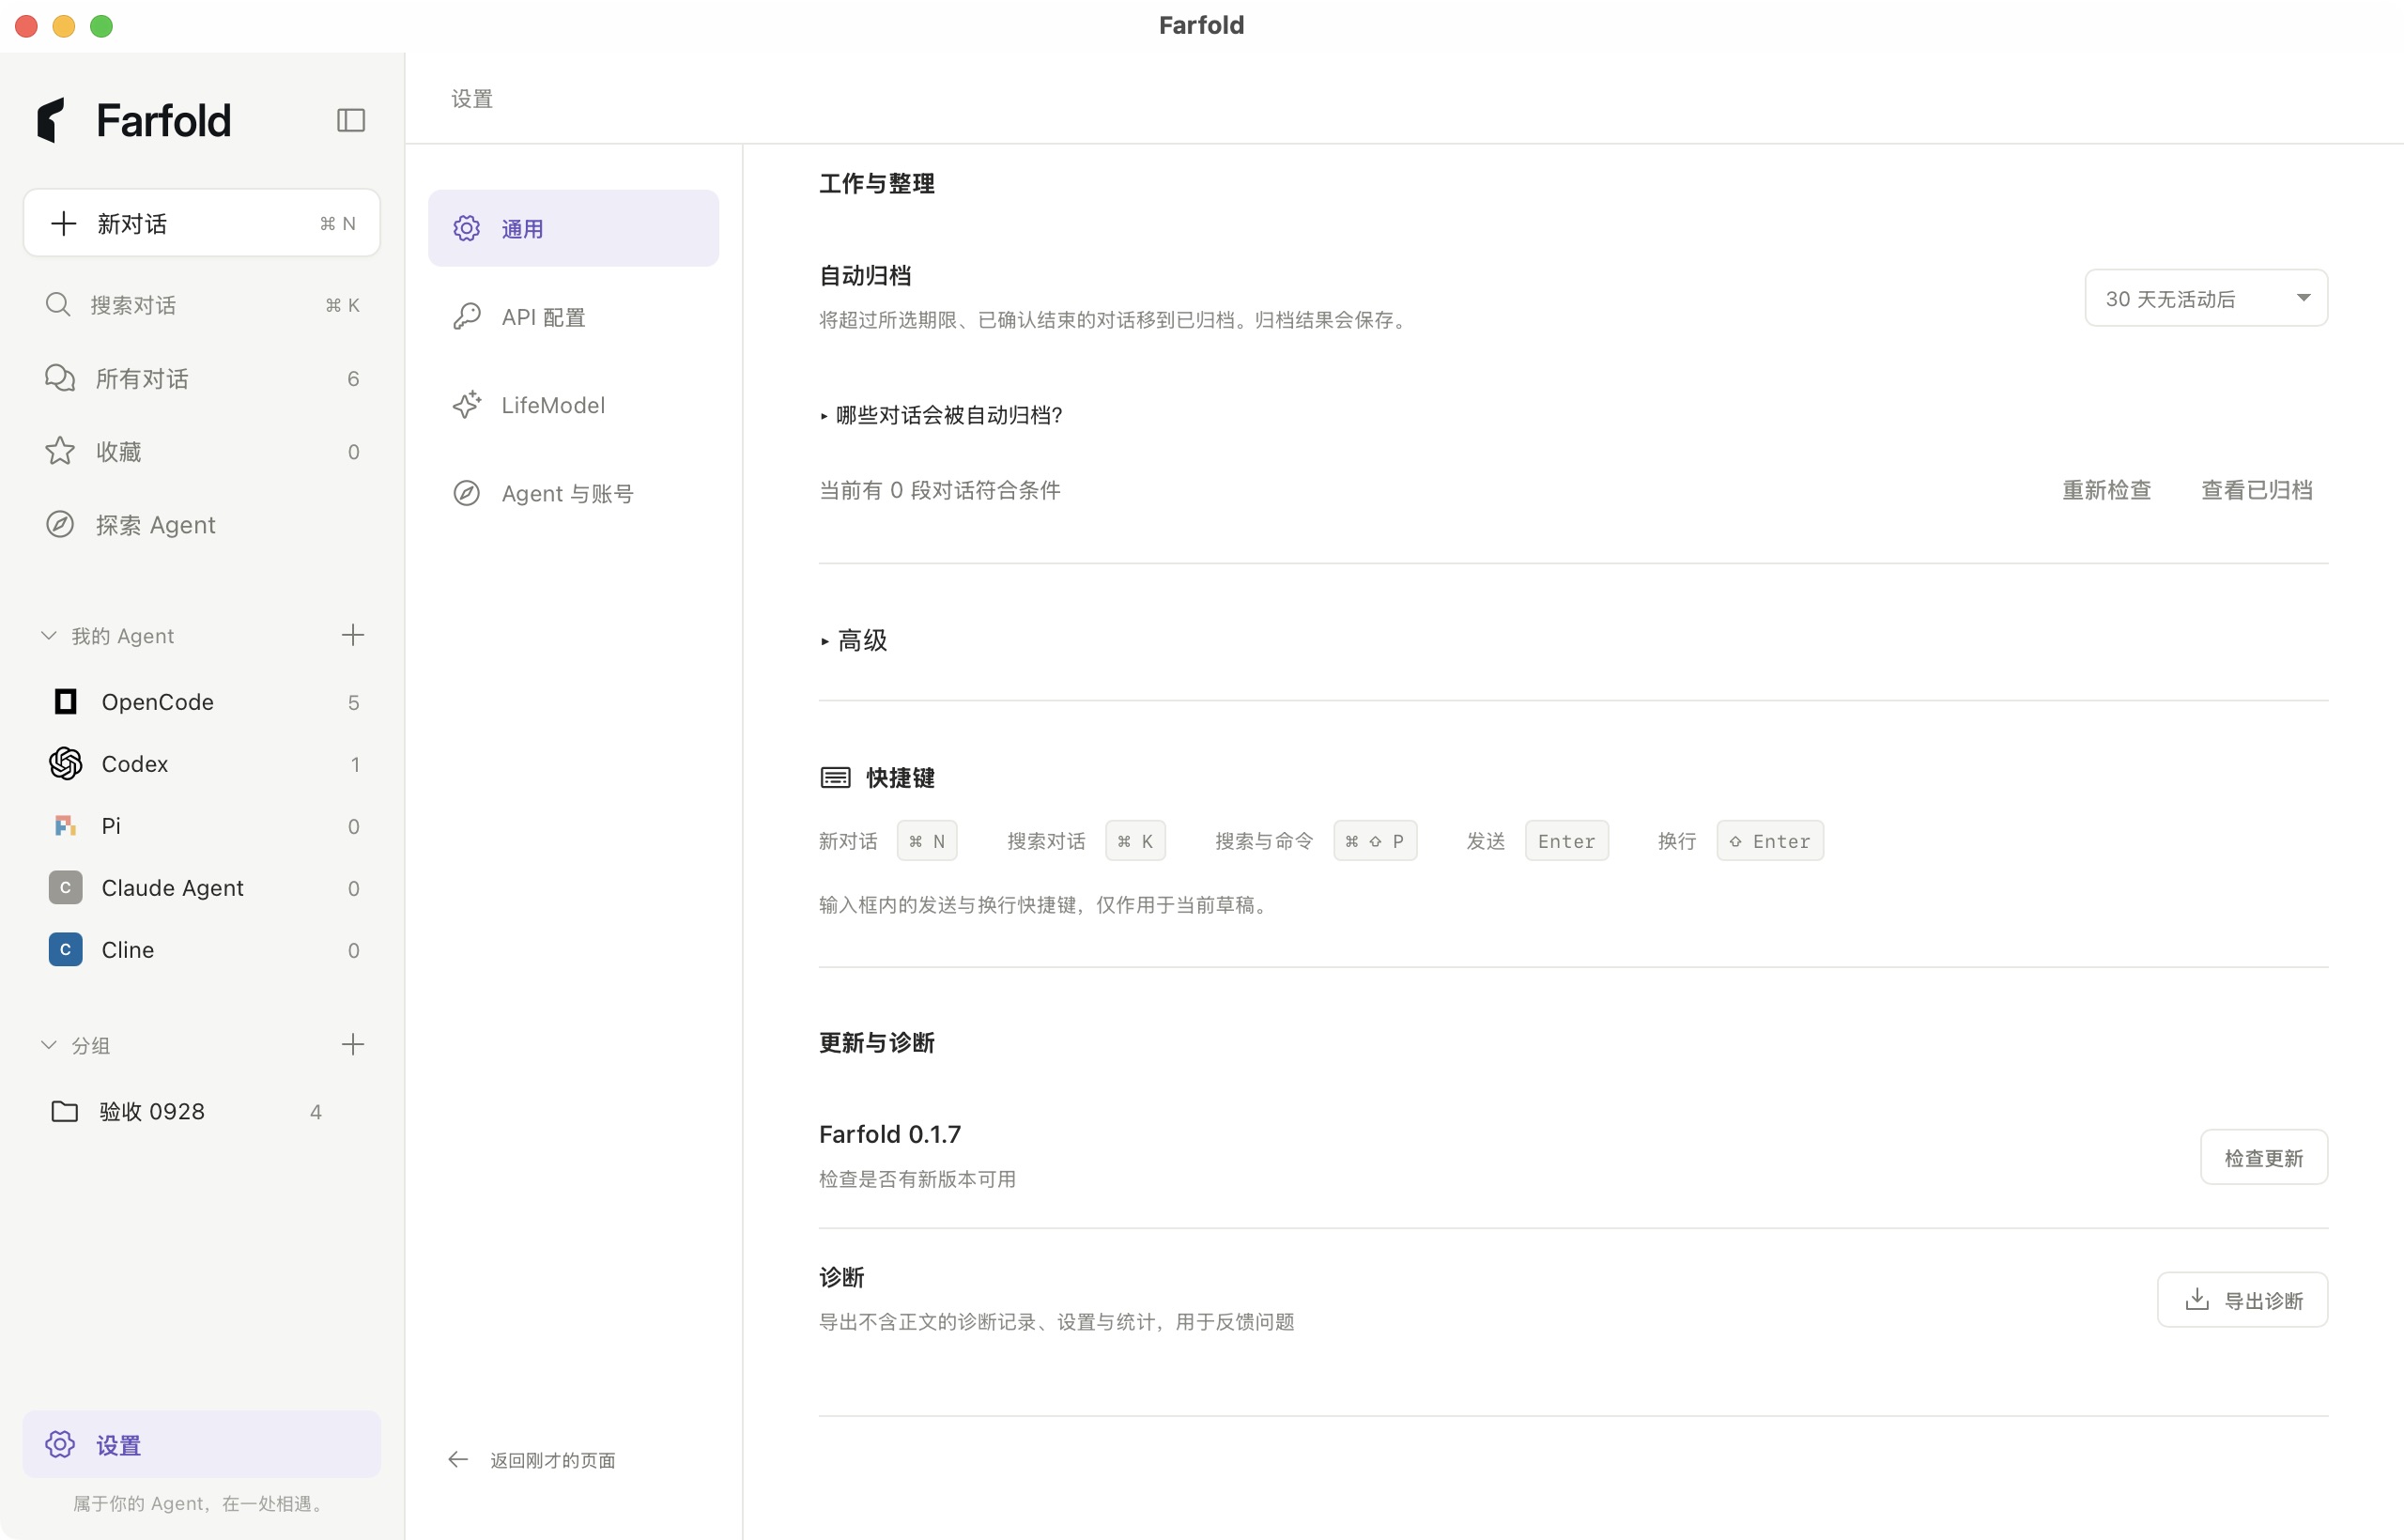 Farfold
Farfold
新对话 ⌘ N
搜索对话 ⌘ K
所有对话 6
收藏 0
探索 Agent
我的 Agent
OpenCode 5
Codex 1
Pi 0
C Claude Agent 0
C Cline 0
分组
验收 0928 4
设置
属于你的 Agent，在一处相遇。
设置
通用
API 配置
LifeModel
Agent 与账号
返回刚才的页面
工作与整理
自动归档
将超过所选期限、已确认结束的对话移到已归档。归档结果会保存。
30 天无活动后
哪些对话会被自动归档?
当前有 0 段对话符合条件 重新检查 查看已归档
高级
快捷键
新对话 ⌘ N 搜索对话 ⌘ K 搜索与命令 ⌘ ⇧ P 发送 Enter 换行 ⇧ Enter
输入框内的发送与换行快捷键，仅作用于当前草稿。
更新与诊断
Farfold 0.1.7
检查是否有新版本可用
检查更新
诊断
导出不含正文的诊断记录、设置与统计，用于反馈问题
导出诊断